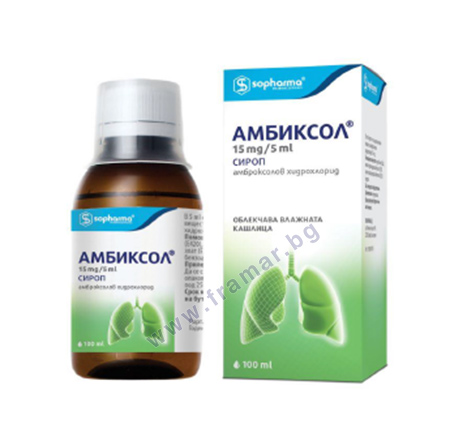 sopharma®
АМБИКСОЛ®
15 mg/5 ml
СИРОП
амброксолов хидрохлорид
100 ml
sopharma®
АМБИКСОЛ®
15 mg/5 ml
СИРОП
амброксолов хидрохлорид
ОБЛЕКЧАВА ВЛАЖНАТА
КАШЛИЦА
100 ml
www.framar.bg